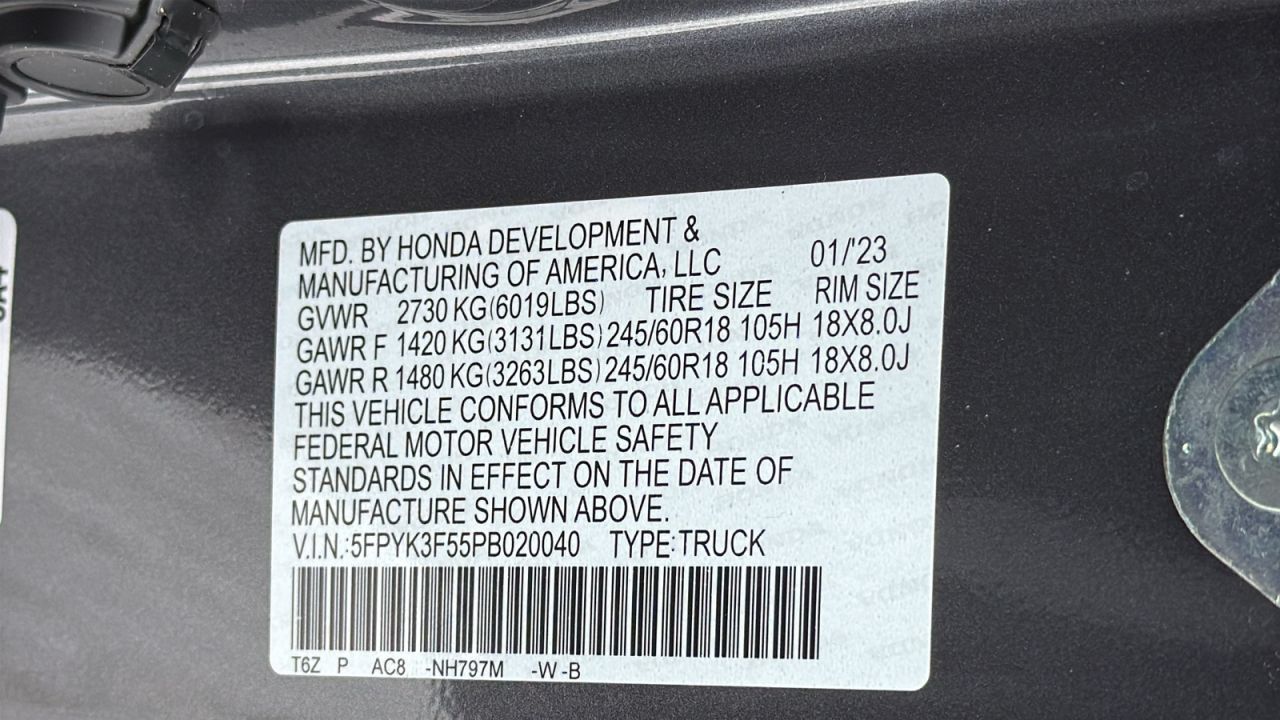 MFD. BY HONDA DEVELOPMENT &
MANUFACTURING OF AMERICA, LLC 01/'23
GVWR 2730 KG(6019LBS) TIRE SIZE RIM SIZE
GAWR F 1420 KG(3131LBS) 245/60R18 105H 18X8.0J
GAWR R 1480 KG(3263LBS) 245/60R18 105H 18X8.0J
THIS VEHICLE CONFORMS TO ALL APPLICABLE
FEDERAL MOTOR VEHICLE SAFETY
STANDARDS IN EFFECT ON THE DATE OF
MANUFACTURE SHOWN ABOVE.
V.I.N.:5FPYK3F55PB020040 TYPE:TRUCK
T6Z P AC8 -NH797M -W -B